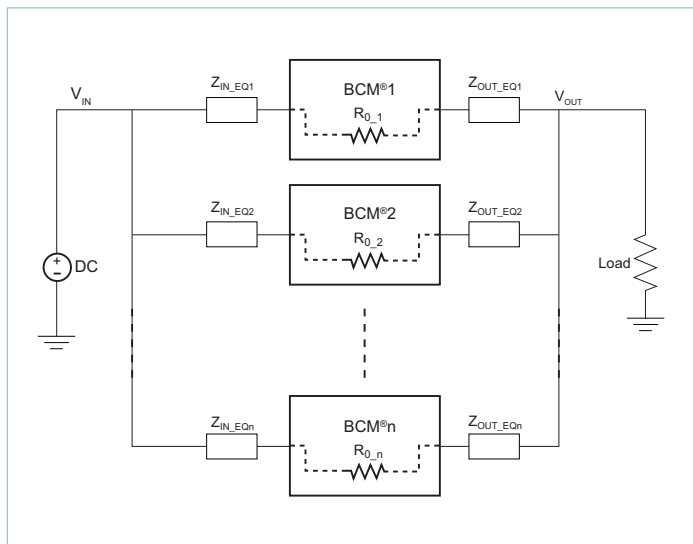 V_IN
Z_IN_EQ1
BCM®1
R_0_1
Z_OUT_EQ1
V_OUT
Z_IN_EQ2
BCM®2
R_0_2
Z_OUT_EQ2
+
–
DC
Load
Z_IN_EQn
BCM®n
R_0_n
Z_OUT_EQn